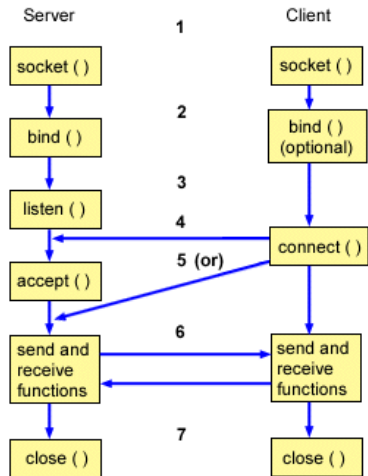 Server
1
Client
socket ( )
socket ( )
2
bind ( )
bind ( )
(optional)
3
listen ( )
4
connect ( )
5 (or)
accept ( )
6
send and
receive
functions
send and
receive
functions
7
close ( )
close ( )